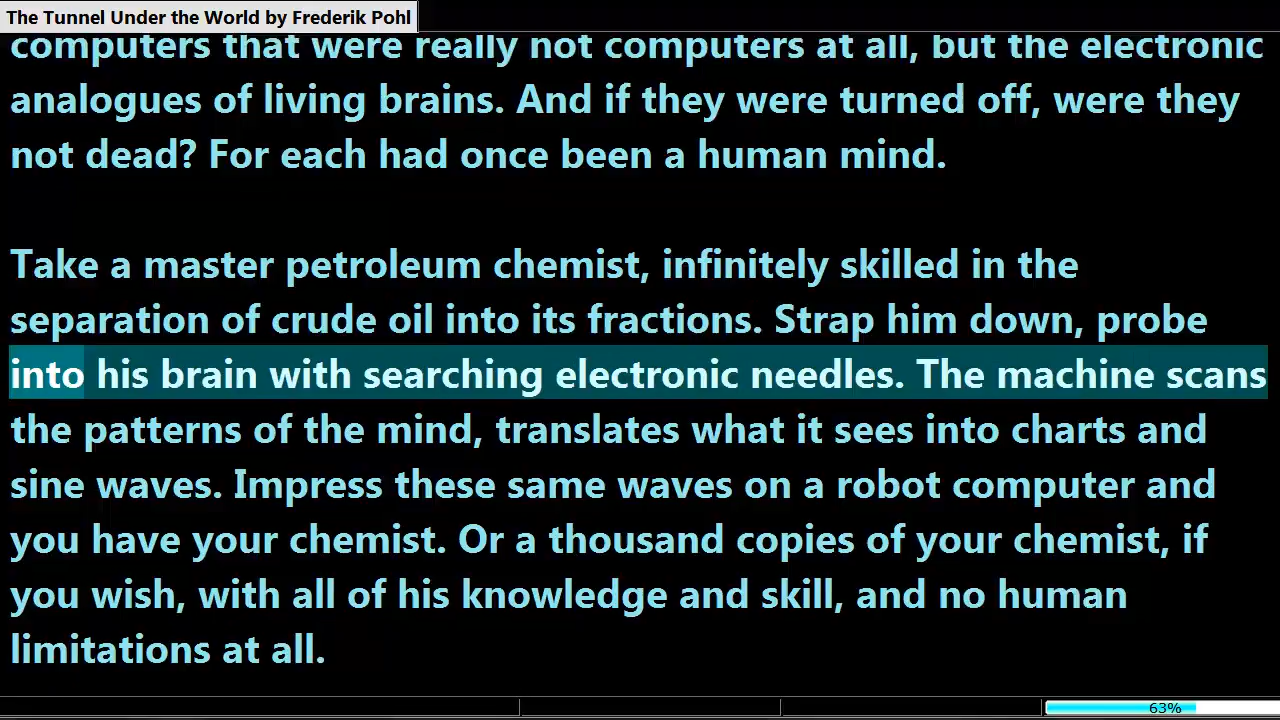 The Tunnel Under the World by Frederik Pohl
computers that were really not computers at all, but the electronic
analogues of living brains. And if they were turned off, were they
not dead? For each had once been a human mind.
Take a master petroleum chemist, infinitely skilled in the
separation of crude oil into its fractions. Strap him down, probe
into his brain with searching electronic needles. The machine scans
the patterns of the mind, translates what it sees into charts and
sine waves. Impress these same waves on a robot computer and
you have your chemist. Or a thousand copies of your chemist, if
you wish, with all of his knowledge and skill, and no human
limitations at all.
63%